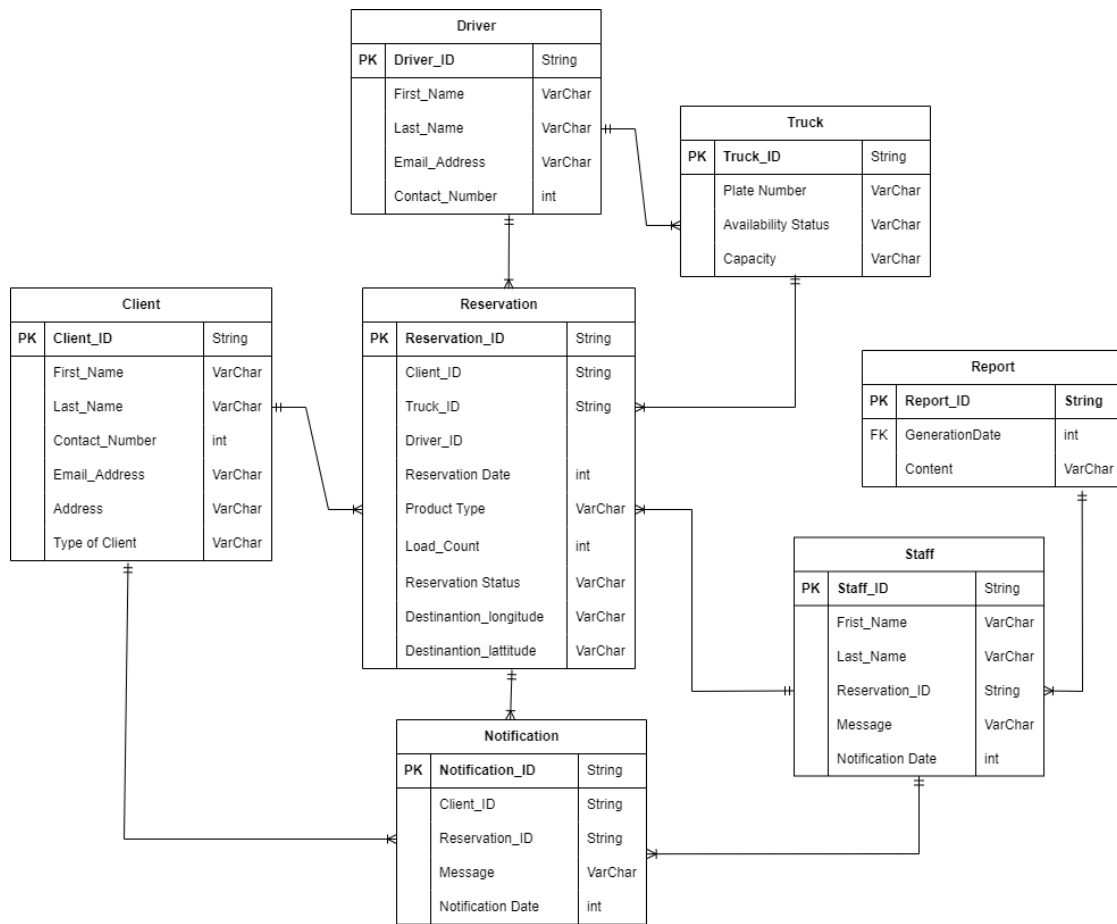 Driver
PK Driver_ID String
First_Name VarChar
Last_Name VarChar
Email_Address VarChar
Contact_Number int
Truck
PK Truck_ID String
Plate Number VarChar
Availability Status VarChar
Capacity VarChar
Client
PK Client_ID String
First_Name VarChar
Last_Name VarChar
Contact_Number int
Email_Address VarChar
Address VarChar
Type of Client VarChar
Reservation
PK Reservation_ID String
Client_ID String
Truck_ID String
Driver_ID
Reservation Date int
Product Type VarChar
Load_Count int
Reservation Status VarChar
Destinantion_longitude VarChar
Destinantion_lattitude VarChar
Report
PK Report_ID String
FK GenerationDate int
Content VarChar
Staff
PK Staff_ID String
Frist_Name VarChar
Last_Name VarChar
Reservation_ID String
Message VarChar
Notification Date int
Notification
PK Notification_ID String
Client_ID String
Reservation_ID String
Message VarChar
Notification Date int